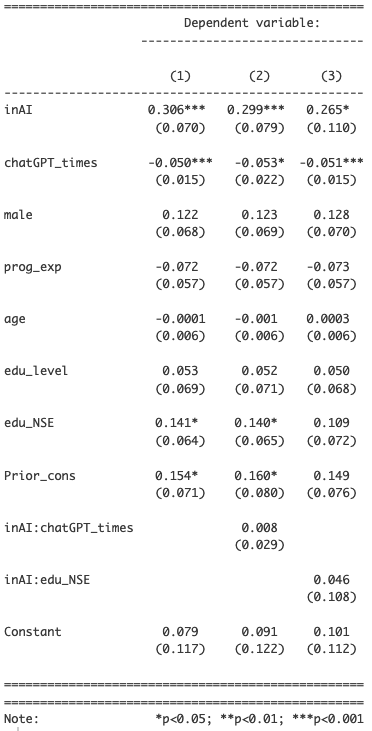 Dependent variable:
(1) (2) (3)
inAI 0.306*** 0.299*** 0.265*
(0.070) (0.079) (0.110)
chatGPT_times -0.050*** -0.053* -0.051***
(0.015) (0.022) (0.015)
male 0.122 0.123 0.128
(0.068) (0.069) (0.070)
prog_exp -0.072 -0.072 -0.073
(0.057) (0.057) (0.057)
age -0.0001 -0.001 0.0003
(0.006) (0.006) (0.006)
edu_level 0.053 0.052 0.050
(0.069) (0.071) (0.068)
edu_NSE 0.141* 0.140* 0.109
(0.064) (0.065) (0.072)
Prior_cons 0.154* 0.160* 0.149
(0.071) (0.080) (0.076)
inAI:chatGPT_times 0.008
(0.029)
inAI:edu_NSE 0.046
(0.108)
Constant 0.079 0.091 0.101
(0.117) (0.122) (0.112)
Note: *p<0.05; **p<0.01; ***p<0.001